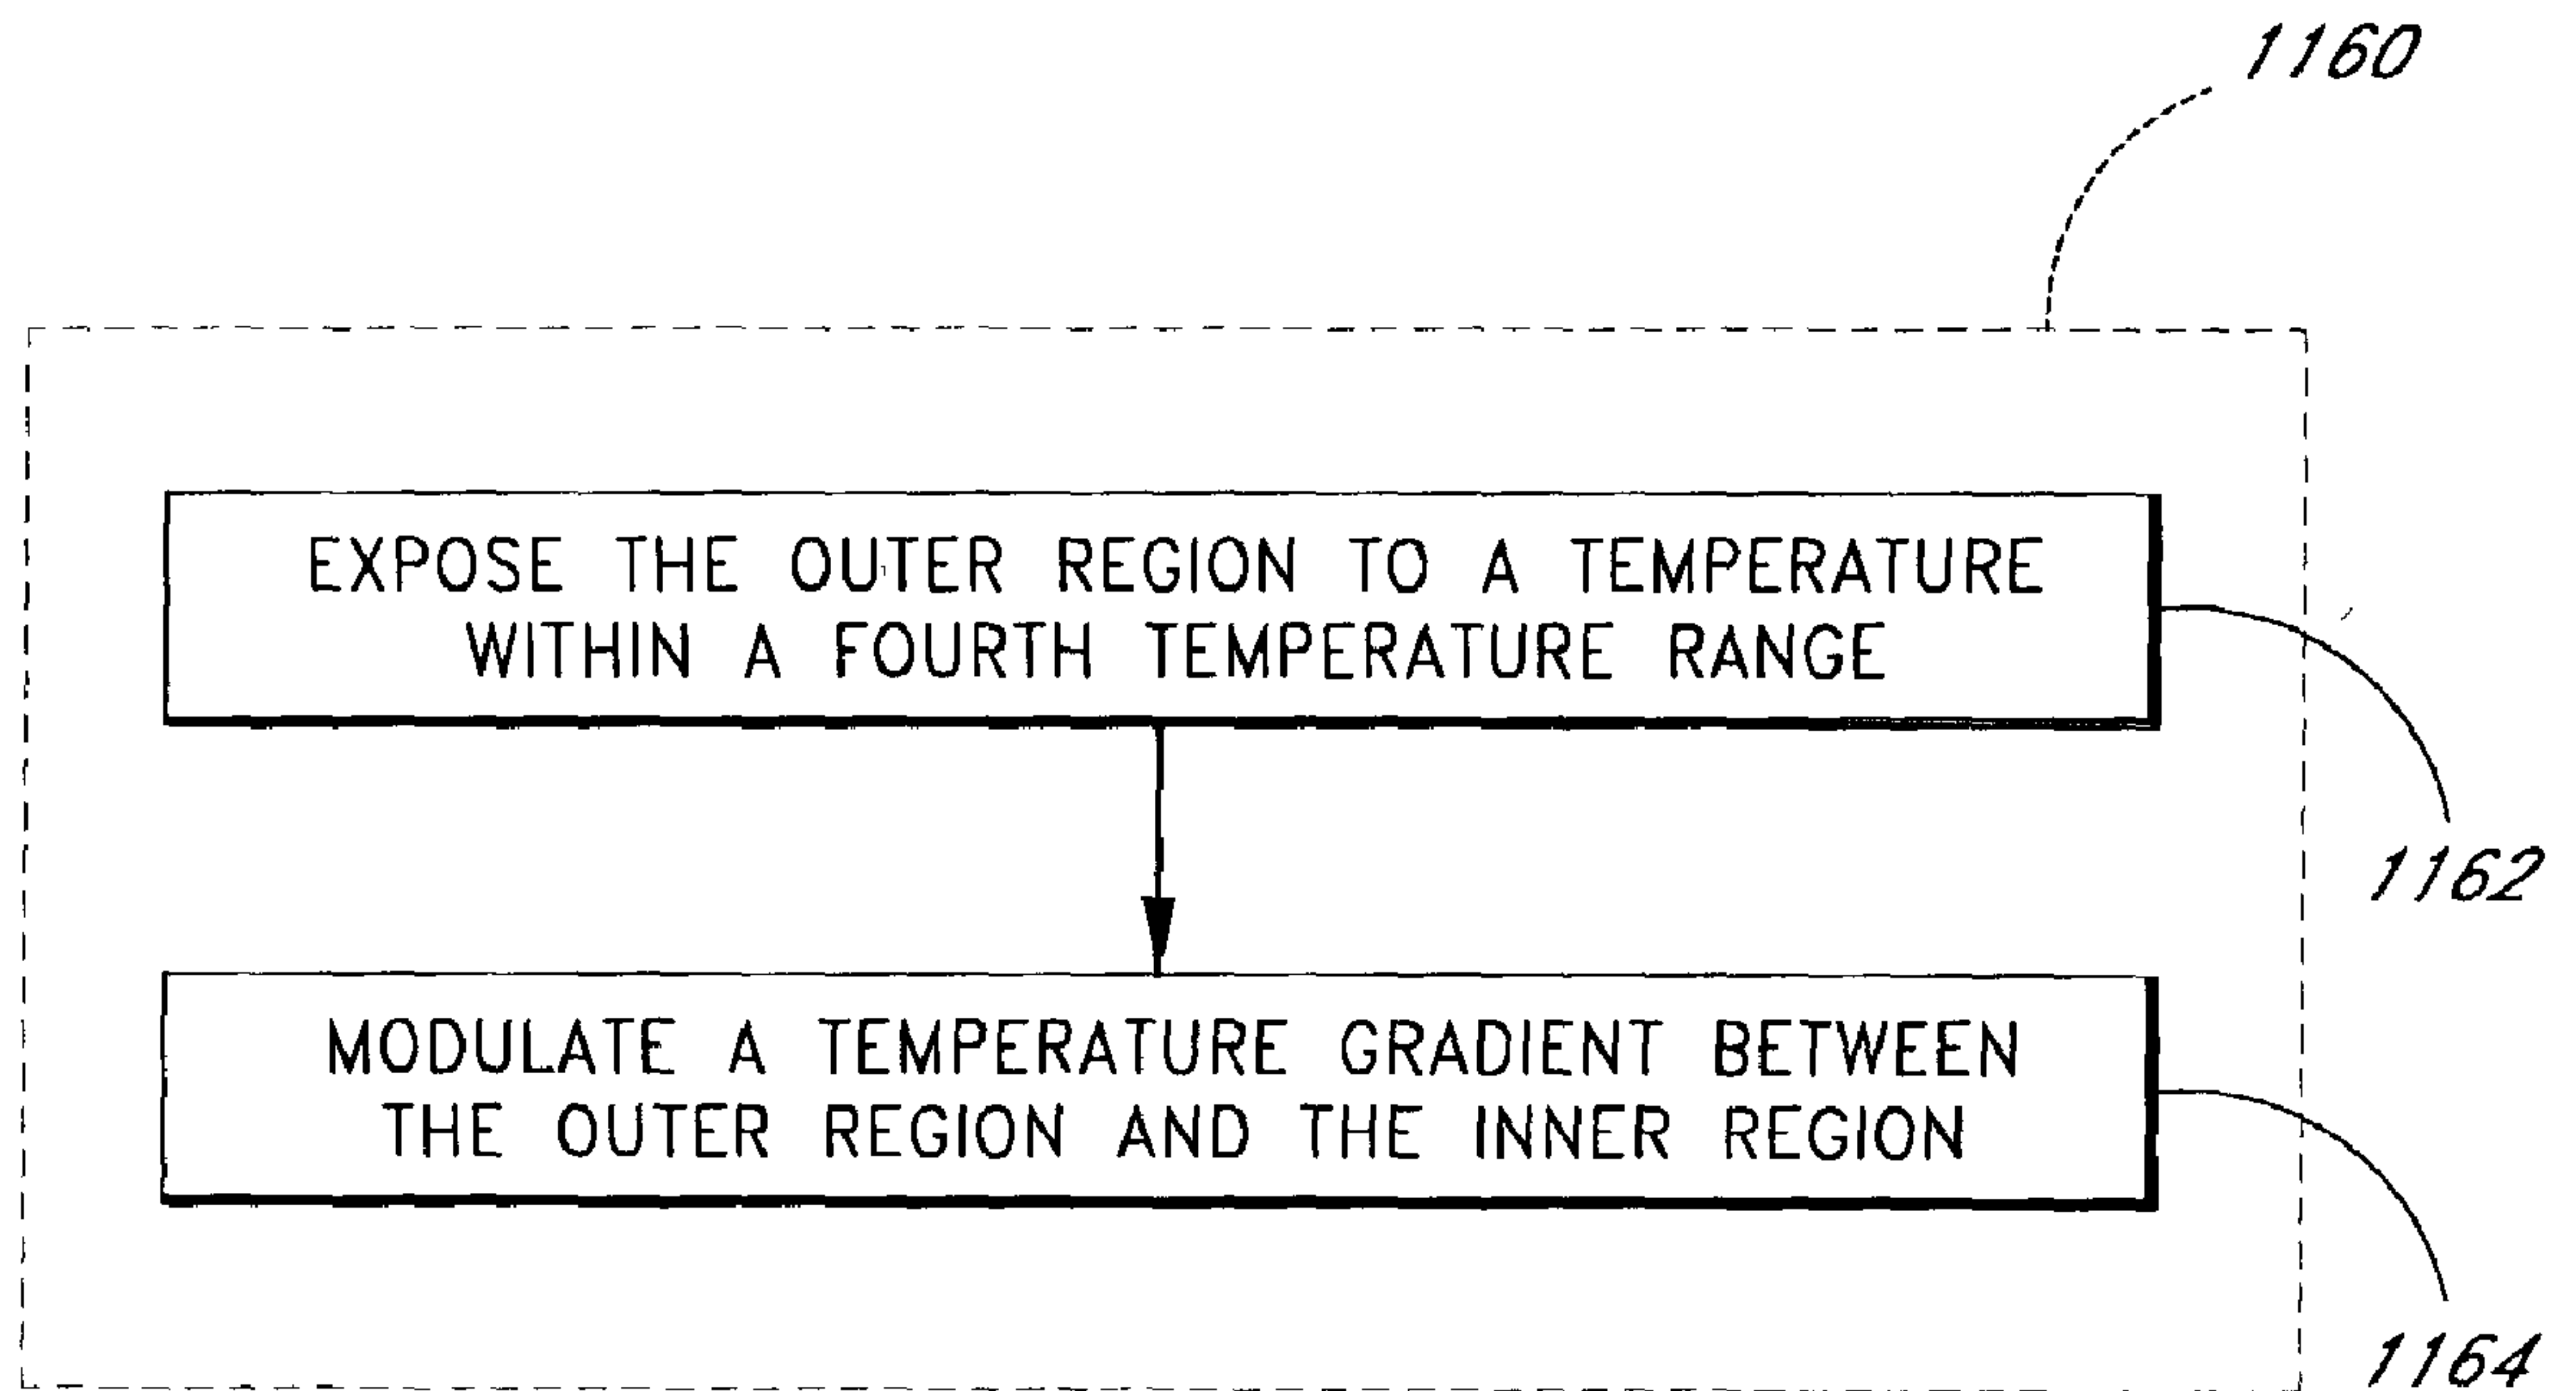 1160
EXPOSE THE OUTER REGION TO A TEMPERATURE
WITHIN A FOURTH TEMPERATURE RANGE
1162
MODULATE A TEMPERATURE GRADIENT BETWEEN
THE OUTER REGION AND THE INNER REGION
1164